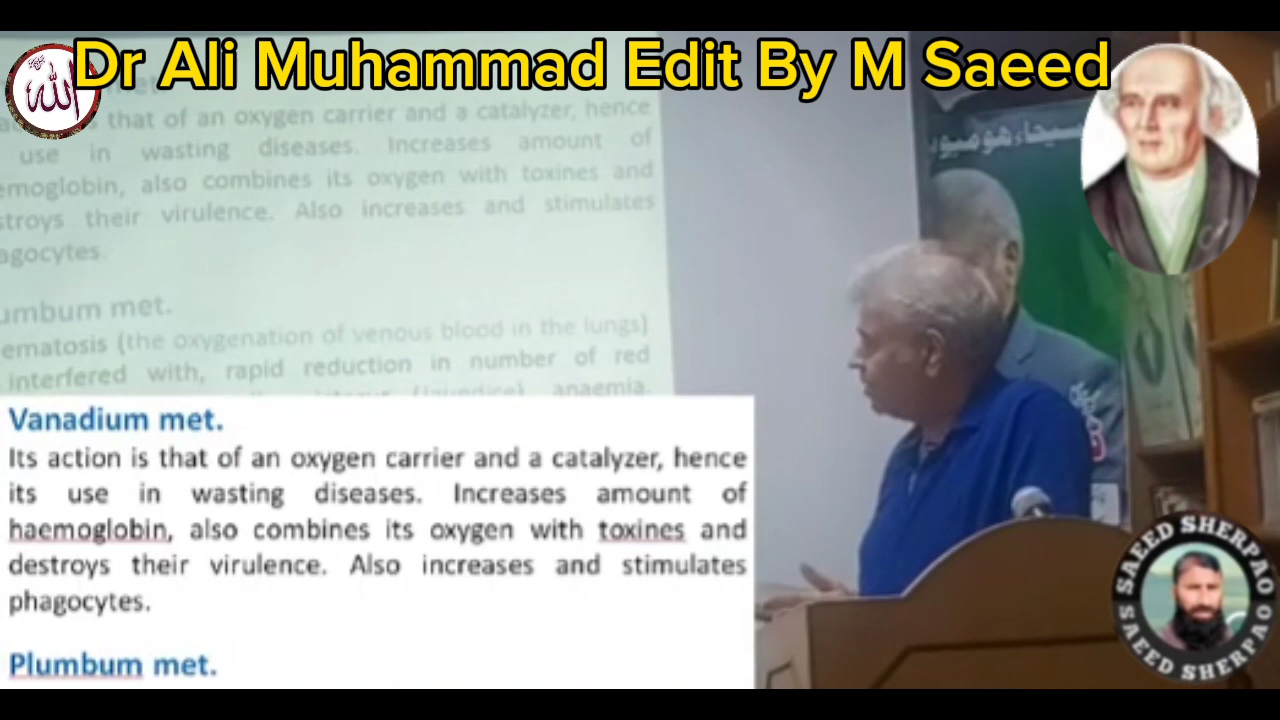 Dr Ali Muhammad Edit By M Saeed
الله
that of an oxygen carrier and a catalyzer, hence
use in wasting diseases. Increases amount of
emoglobin, also combines its oxygen with toxines and
stroys their virulence. Also increases and stimulates
agocytes.
umbum met.
ematosis (the oxygenation of venous blood in the lungs)
interfered with, rapid reduction in number of red
anaemia.
Vanadium met.
Its action is that of an oxygen carrier and a catalyzer, hence
its use in wasting diseases. Increases amount of
haemoglobin, also combines its oxygen with toxines and
destroys their virulence. Also increases and stimulates
phagocytes.
Plumbum met.
SAEED SHERPAO
SAEED SHERPAO